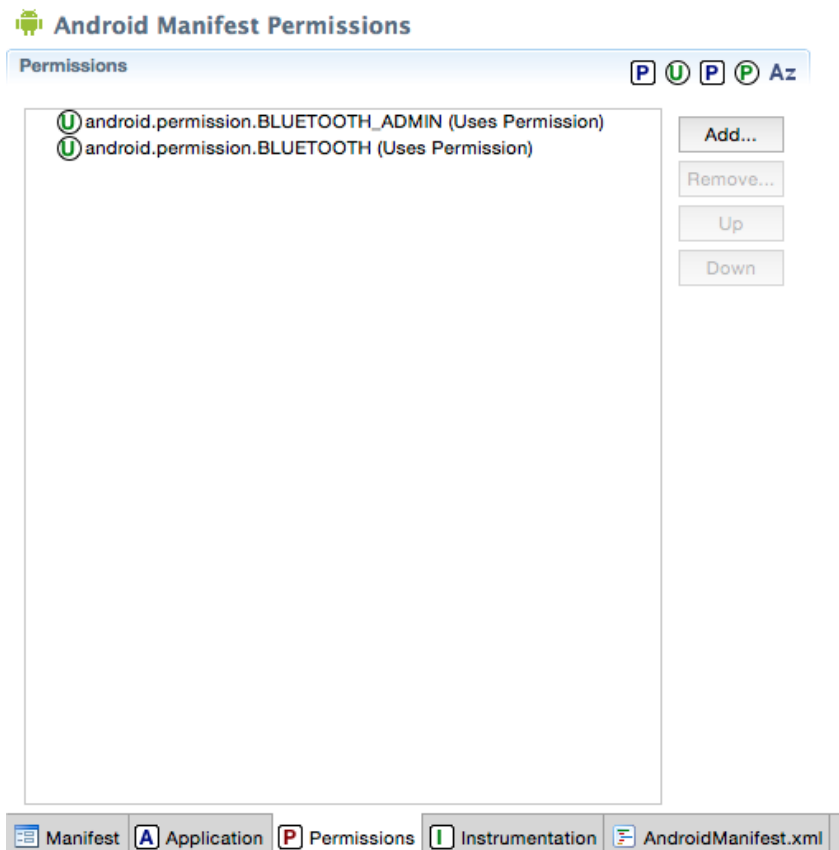 Android Manifest Permissions
Permissions
P U P P Az
U android.permission.BLUETOOTH_ADMIN (Uses Permission)
U android.permission.BLUETOOTH (Uses Permission)
Add...
Remove...
Up
Down
Manifest A Application P Permissions I Instrumentation AndroidManifest.xml